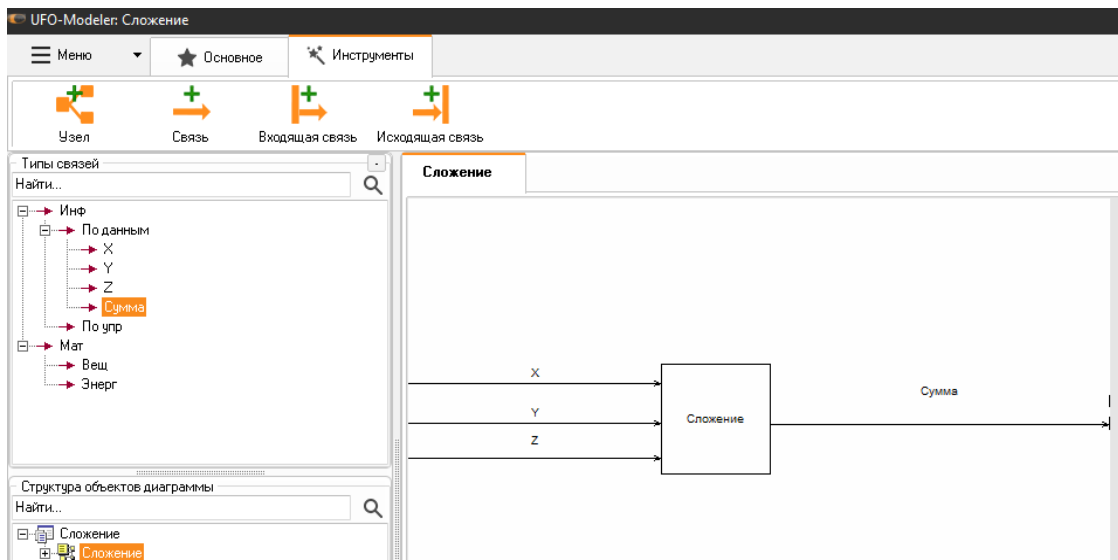 UFO-Modeler: Сложение
Меню
Основное
Инструменты
Узел
Связь
Входящая связь
Исходящая связь
Типы связей
Найти...
Инф
По данным
X
Y
Z
Сумма
По упр
Мат
Вещ
Энерг
Структура объектов диаграммы
Найти...
Сложение
Сложение
Сложение
X
Y
Z
Сложение
Сумма